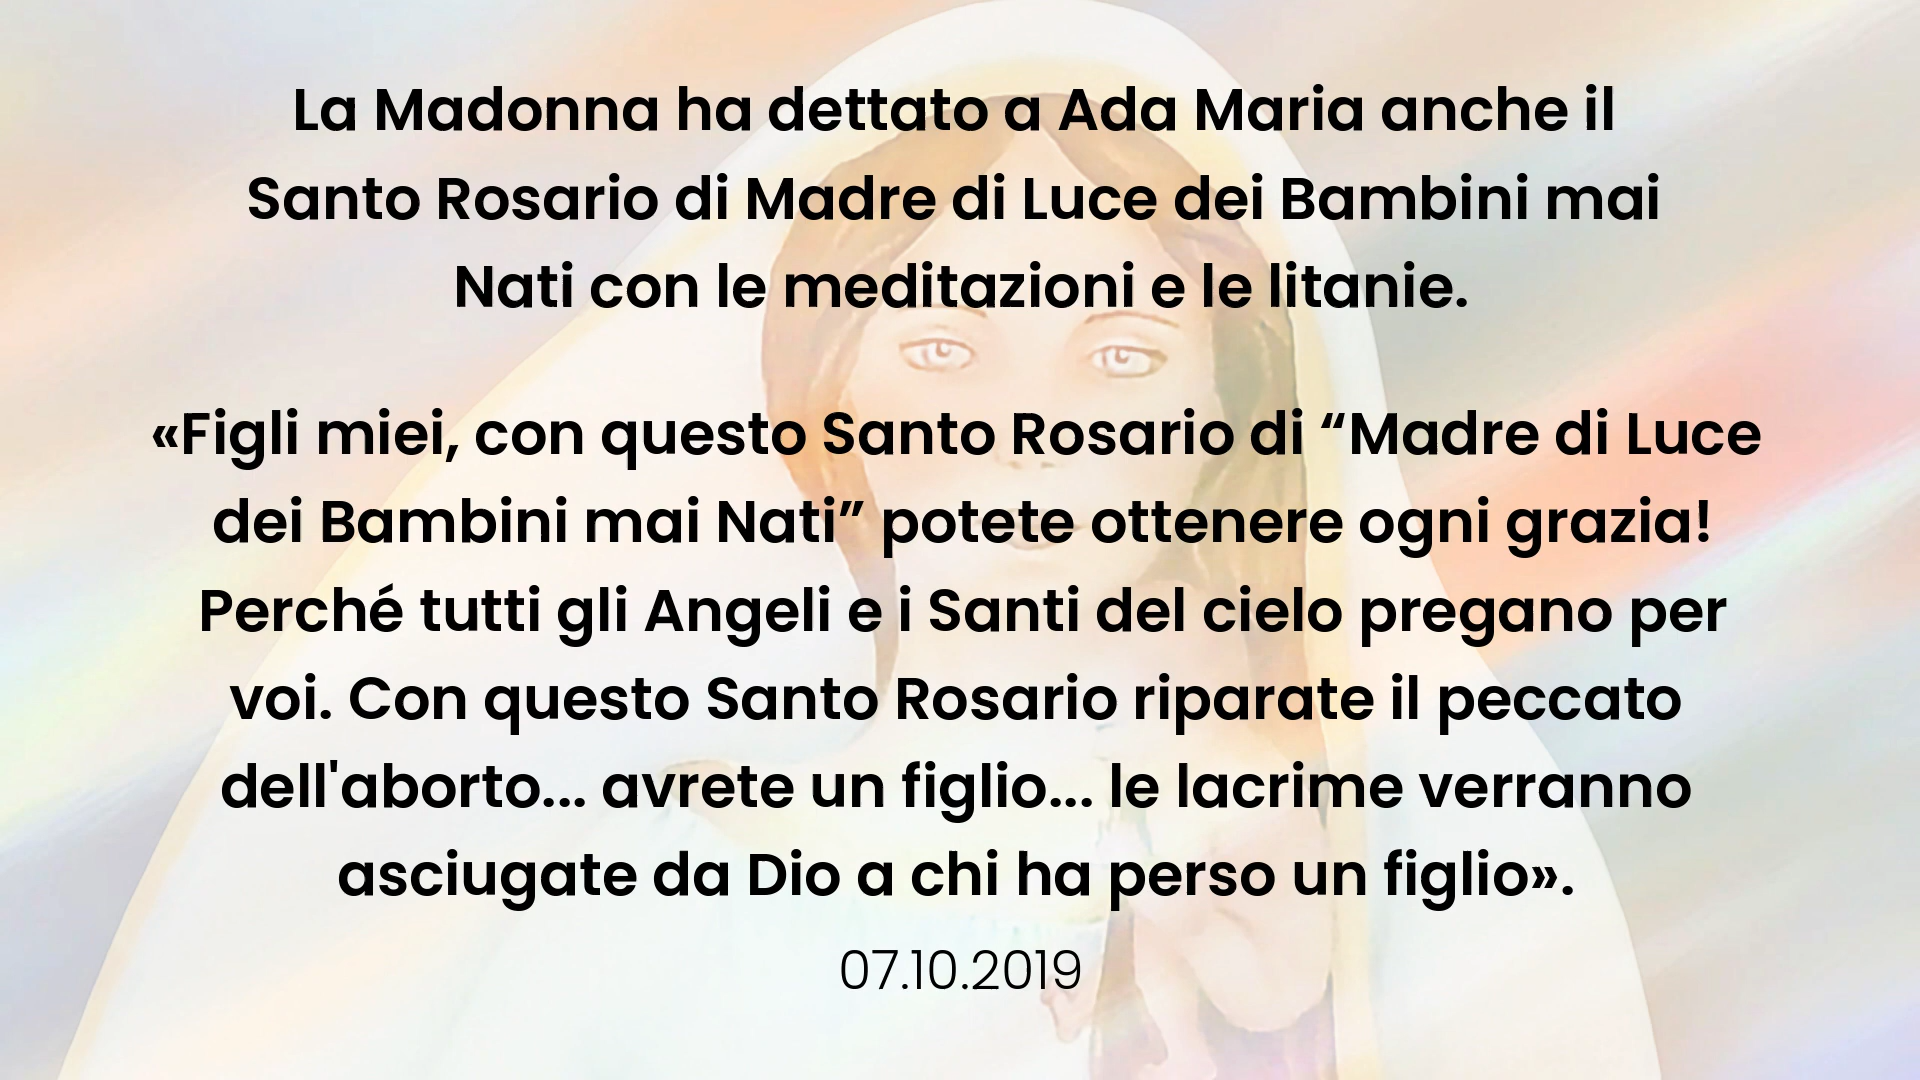 La Madonna ha dettato a Ada Maria anche il
Santo Rosario di Madre di Luce dei Bambini mai
Nati con le meditazioni e le litanie.
«Figli miei, con questo Santo Rosario di “Madre di Luce
dei Bambini mai Nati” potete ottenere ogni grazia!
Perché tutti gli Angeli e i Santi del cielo pregano per
voi. Con questo Santo Rosario riparate il peccato
dell'aborto... avrete un figlio... le lacrime verranno
asciugate da Dio a chi ha perso un figlio».
07.10.2019